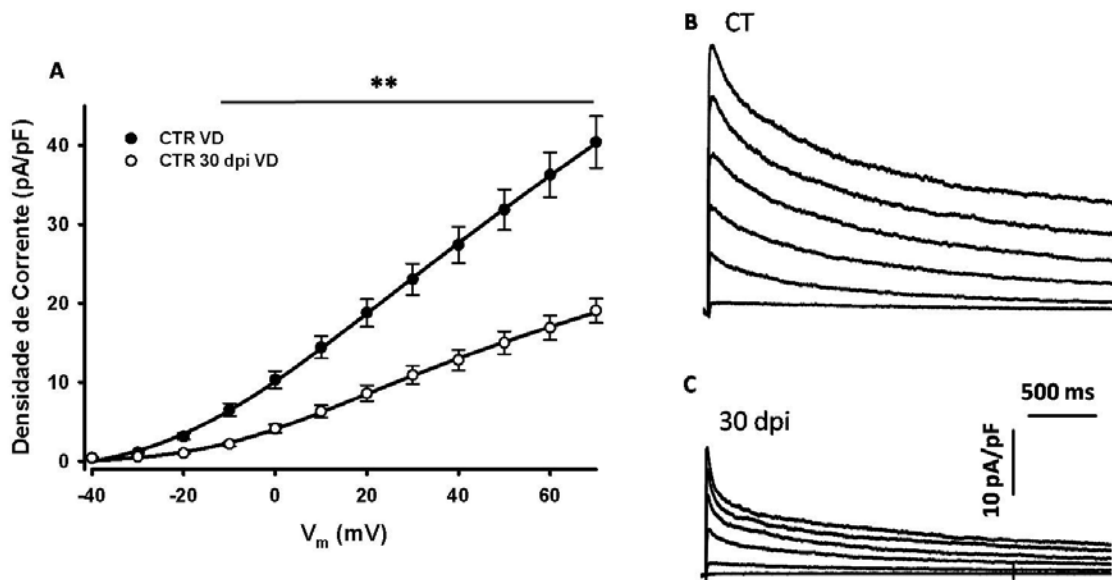 A
**
CTR VD
CTR 30 dpi VD
Densidade de Corrente (pA/pF)
40
30
20
10
0
-40 -20 0 20 40 60
Vm (mV)
B CT
C 500 ms
30 dpi
10 pA/pF